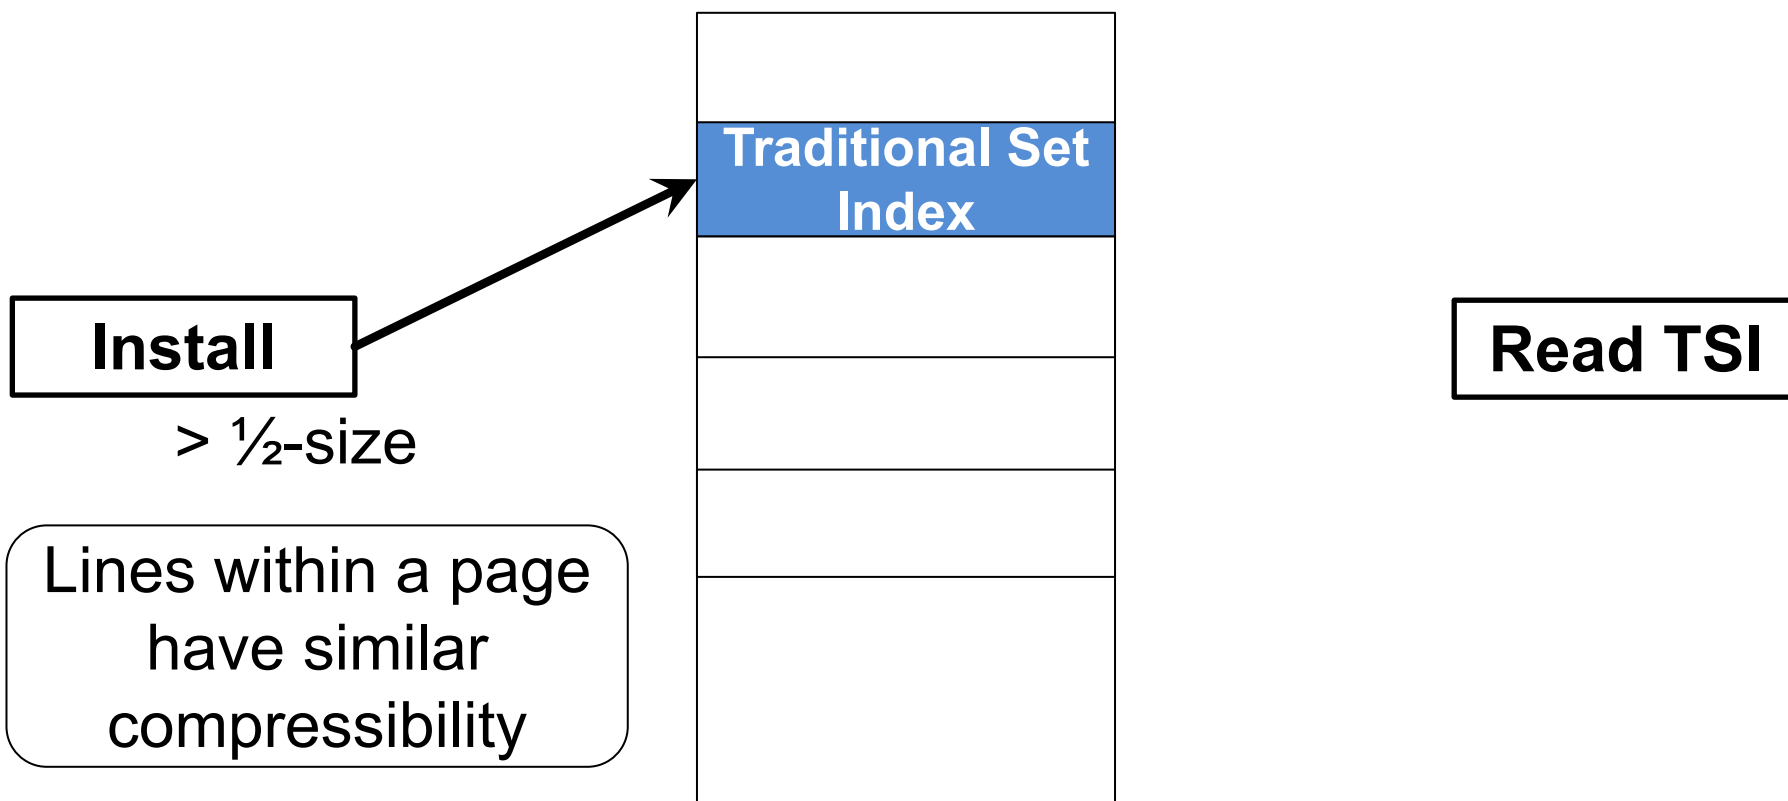 Traditional Set
Index
Install
> ½-size
Read TSI
Lines within a page
have similar
compressibility